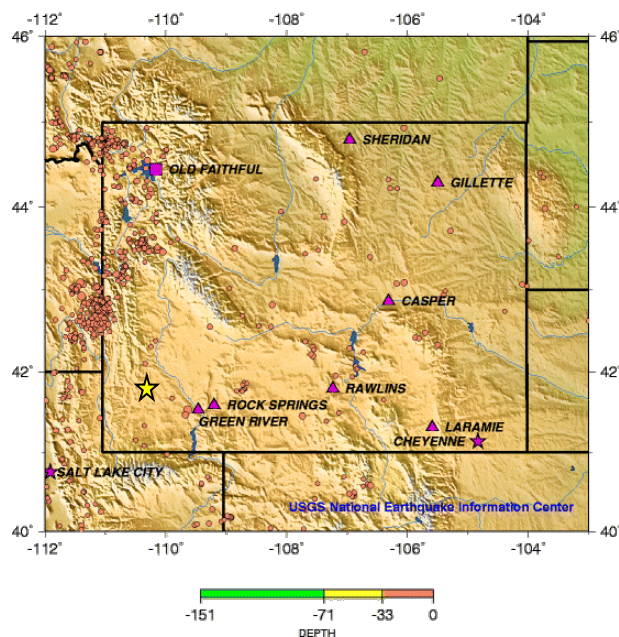 -112 -110 -108 -106 -104
46°
SHERIDAN
OLD FAITHFUL
GILLETTE
44° 44°
CASPER
42° 42°
RAWLINS
ROCK SPRINGS
GREEN RIVER
LARAMIE
CHEYENNE
SALT LAKE CITY
USGS National Earthquake Information Center
40° 40°
-112 -110 -108 -106 -104
-151 -71 -33 0
DEPTH